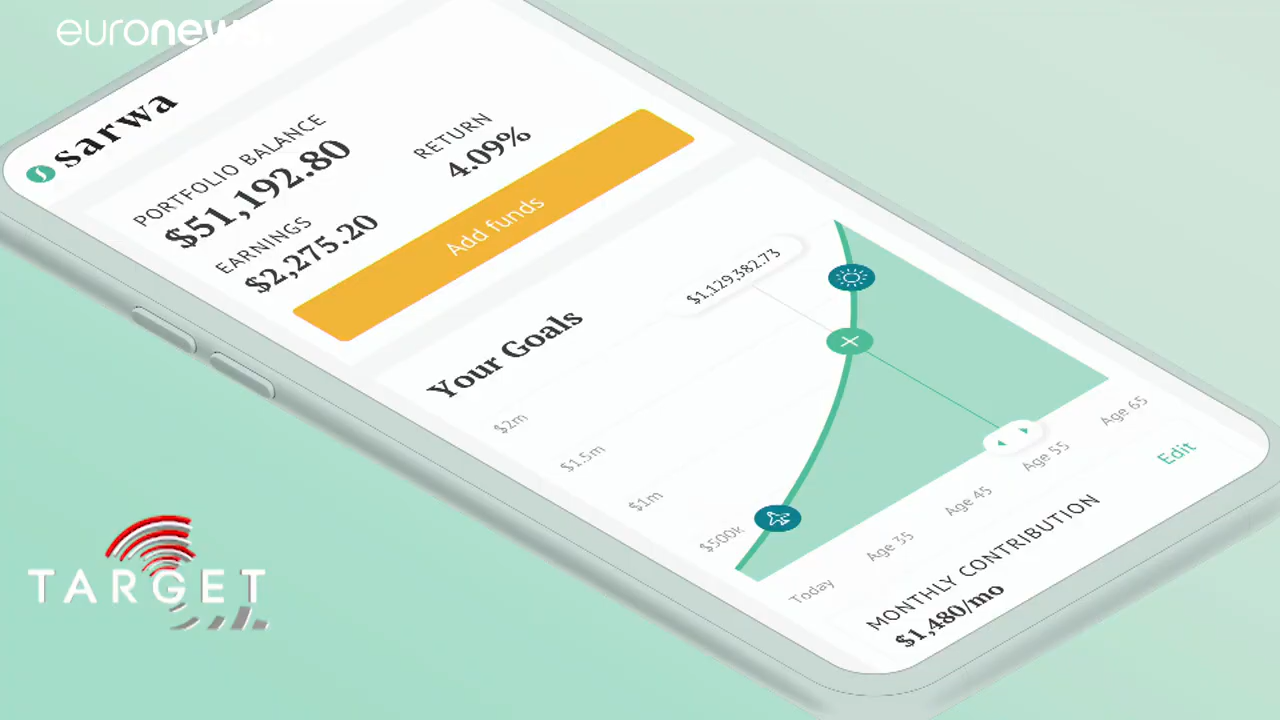 euronews.
sarwa
PORTFOLIO BALANCE
$51,192.80
RETURN
4.09%
EARNINGS
$2,275.20
Add funds
Your Goals
$1,129,382.73
$2m
$1.5m
$1m
$500k
Today
Age 35
Age 45
Age 55
Age 65
MONTHLY CONTRIBUTION
Edit
$1,480/mo
TARGET